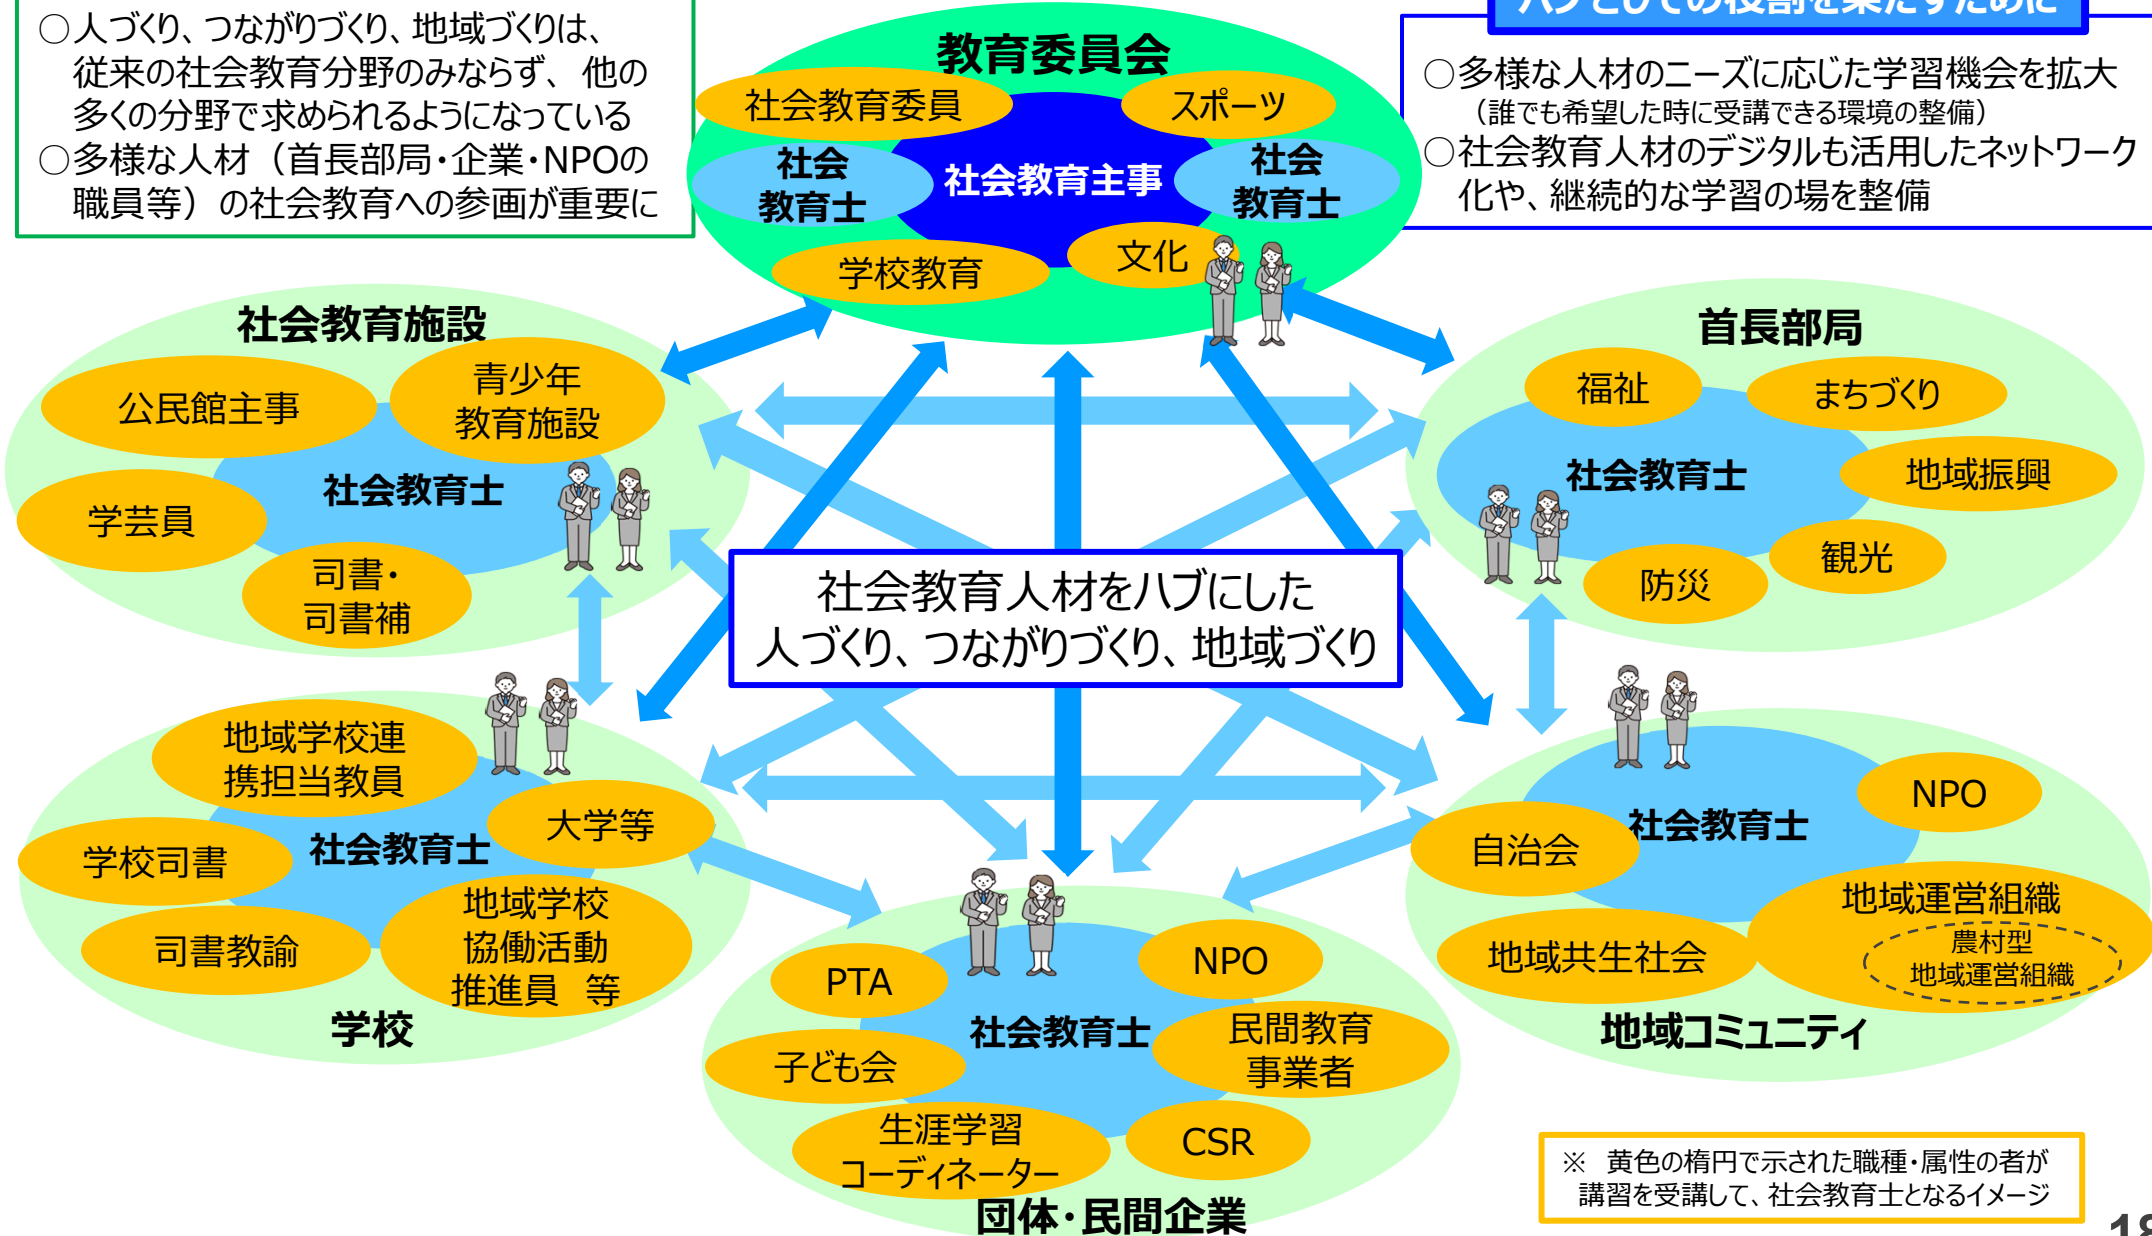 ○人づくり、つながりづくり、地域づくりは、
従来の社会教育分野のみならず、他の
多くの分野で求められるようになっている
○多様な人材（首長部局・企業・NPOの
職員等）の社会教育への参画が重要に
ハブとしての役割を果たすために
○多様な人材のニーズに応じた学習機会を拡大
（誰でも希望した時に受講できる環境の整備）
○社会教育人材のデジタルも活用したネットワーク
化や、継続的な学習の場を整備
教育委員会
社会教育委員
スポーツ
社会
教育士
社会教育主事
社会
教育士
学校教育
文化
社会教育施設
公民館主事
青少年
教育施設
社会教育士
学芸員
司書・
司書補
首長部局
福祉
まちづくり
社会教育士
地域振興
観光
防災
社会教育人材をハブにした
人づくり、つながりづくり、地域づくり
地域学校連
携担当教員
大学等
社会教育士
学校司書
司書教諭
地域学校
協働活動
推進員　等
学校
PTA
NPO
社会教育士
子ども会
民間教育
事業者
生涯学習
コーディネーター
CSR
団体・民間企業
NPO
社会教育士
自治会
地域運営組織
農村型
地域運営組織
地域共生社会
地域コミュニティ
※　黄色の楕円で示された職種・属性の者が
講習を受講して、社会教育士となるイメージ
18